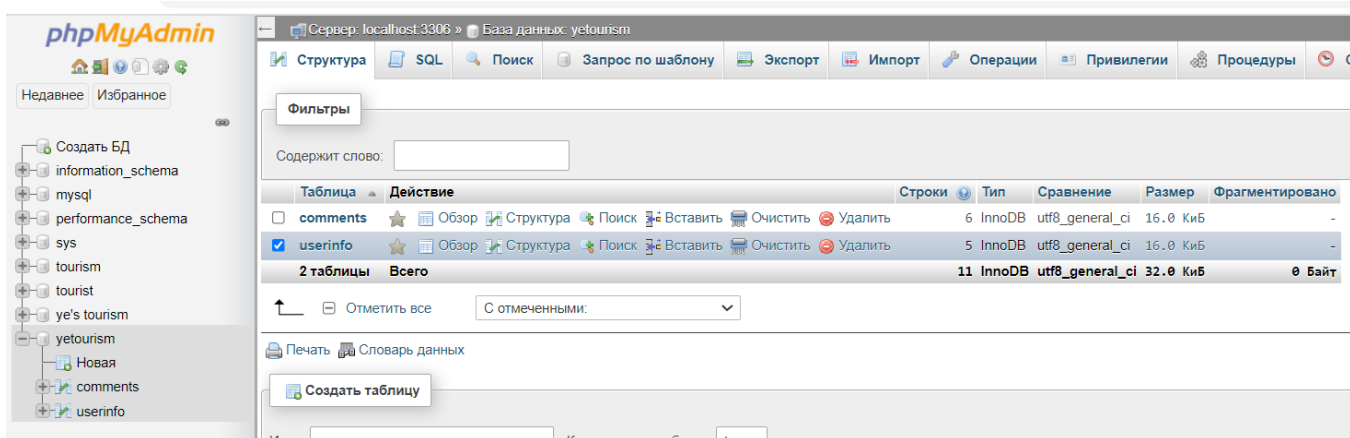 phpMyAdmin
Недавнее Избранное
Создать БД
information_schema
mysql
performance_schema
sys
tourism
tourist
ye's tourism
yetourism
Новая
comments
userinfo
← Сервер: localhost:3306 » База данных: yetourism
Структура SQL Поиск Запрос по шаблону Экспорт Импорт Операции Привилегии Процедуры
Фильтры
Содержит слово:
Таблица Действие Строки Тип Сравнение Размер Фрагментировано
comments Обзор Структура Поиск Вставить Очистить Удалить 6 InnoDB utf8_general_ci 16.0 КиБ -
userinfo Обзор Структура Поиск Вставить Очистить Удалить 5 InnoDB utf8_general_ci 16.0 КиБ -
2 таблицы Всего 11 InnoDB utf8_general_ci 32.0 КиБ 0 Байт
Отметить все С отмеченными:
Печать Словарь данных
Создать таблицу